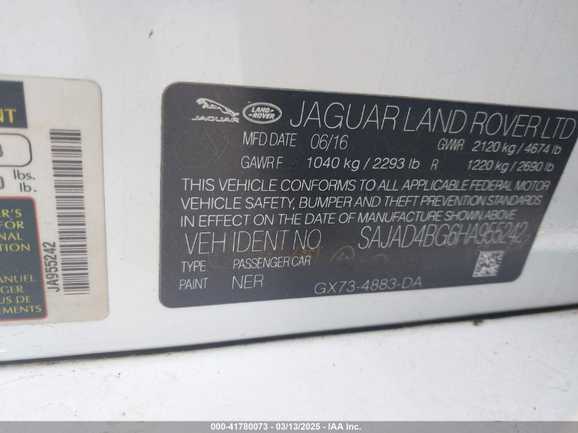 NT
lbs.
lb.
R'S
NAL
JA955242
JAGUAR
LAND ROVER
JAGUAR LAND ROVER LTD
MFD DATE 06/16 GWR 2120 kg / 4674 lb
GAWR F 1040 kg / 2293 lb R 1220 kg / 2690 lb
THIS VEHICLE CONFORMS TO ALL APPLICABLE FEDERAL MOTOR
VEHICLE SAFETY, BUMPER AND THEFT PREVENTION STANDARDS
IN EFFECT ON THE DATE OF MANUFACTURE SHOWN ABOVE
VEH IDENT NO SAJAD4BG6HA955242
TYPE PASSENGER CAR
PAINT NER GX73-4883-DA
000-41780073 - 03/13/2025 - IAA Inc.